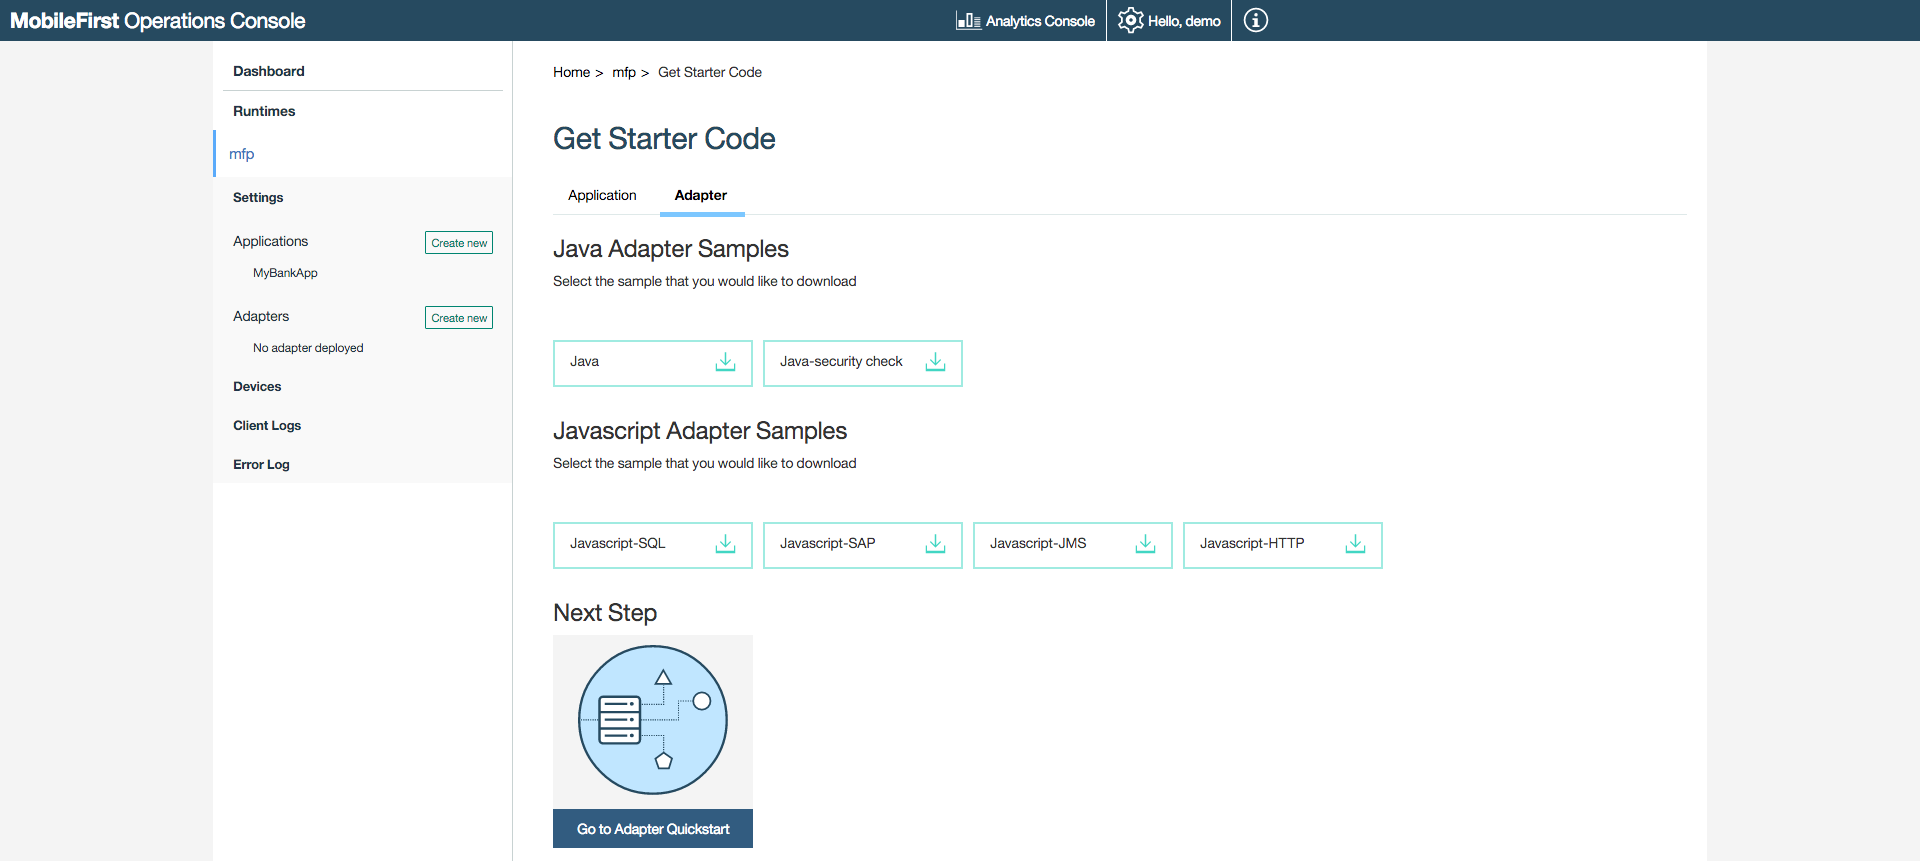 MobileFirst Operations Console
Analytics Console
Hello, demo
Dashboard
Runtimes
mfp
Settings
Applications
Create new
MyBankApp
Adapters
Create new
No adapter deployed
Devices
Client Logs
Error Log
Home > mfp > Get Starter Code
Get Starter Code
Application Adapter
Java Adapter Samples
Select the sample that you would like to download
Java Java-security check
Javascript Adapter Samples
Select the sample that you would like to download
Javascript-SQL Javascript-SAP Javascript-JMS Javascript-HTTP
Next Step
Go to Adapter Quickstart